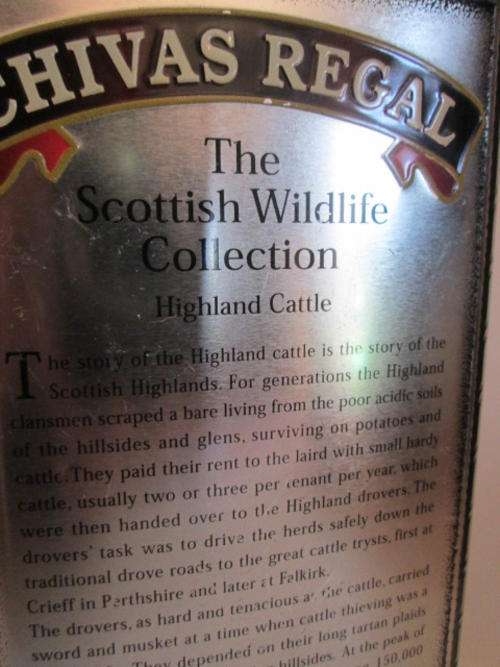 CHIVAS REGAL
The
Scottish Wildlife
Collection
Highland Cattle
The story of the Highland cattle is the story of the
Scottish Highlands. For generations the Highland
clansmen scraped a bare living from the poor acidic soils
of the hillsides and glens, surviving on potatoes and
cattle. They paid their rent to the laird with small hardy
cattle, usually two or three per tenant per year, which
were then handed over to the Highland drovers. The
drovers' task was to drive the herds safely down the
traditional drove roads to the great cattle trysts, first at
Crieff in Perthshire and later at Falkirk.
The drovers, as hard and tenacious as the cattle, carried
sword and musket at a time when cattle thieving was a
They depended on their long tartan plaids
hillsides. At the peak of
150,000